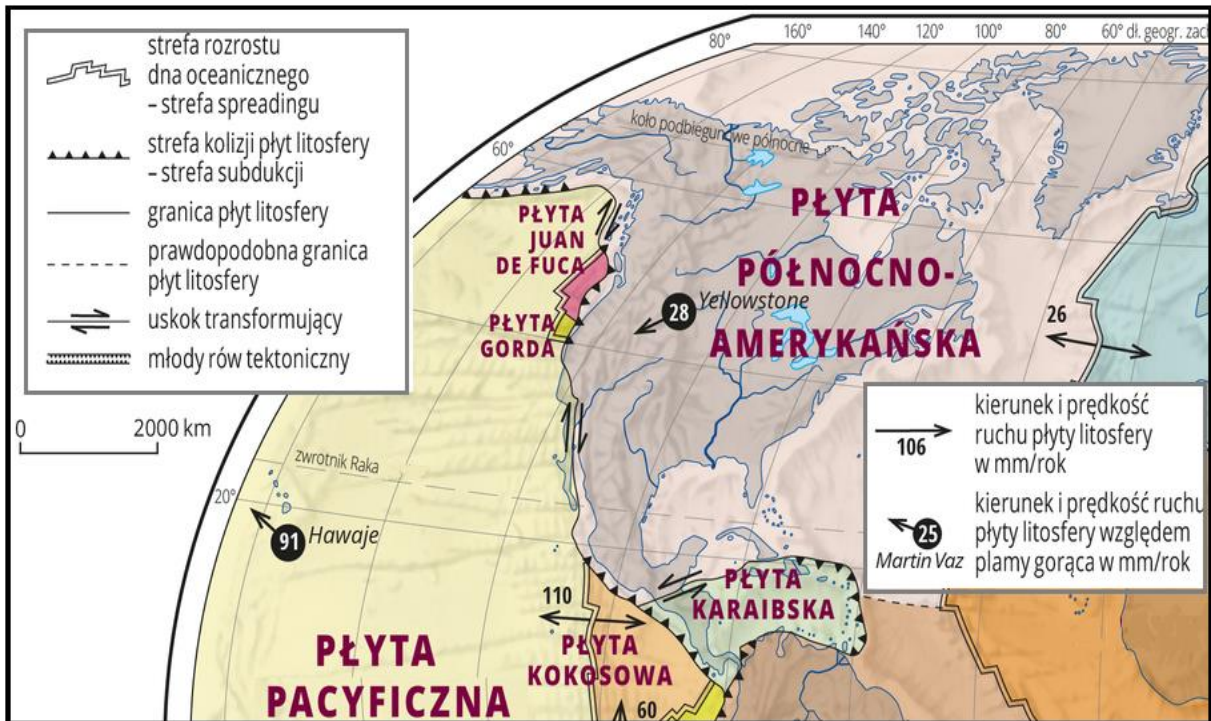 strefa rozrostu
dna oceanicznego
– strefa spreadingu
strefa kolizji płyt litosfery
– strefa subdukcji
granica płyt litosfery
prawdopodobna granica
płyt litosfery
uskok transformujący
młody rów tektoniczny
0 2000 km
80° 160° 140° 120° 100° 80° 60° dł. geogr. zach
koło podbiegunowe północne
60°
PŁYTA
JUAN
DE FUCA
PŁYTA
GORDA
PŁYTA
PÓŁNOCNO-
AMERYKAŃSKA
28 Yellowstone
26
zwrotnik Raka
20°
91 Hawaje
110
PŁYTA
KARAIBSKA
PŁYTA
KOKOSOWA
60
PŁYTA
PACYFICZNA
106
kierunek i prędkość
ruchu płyty litosfery
w mm/rok
25
Martin Vaz
kierunek i prędkość ruchu
płyty litosfery względem
plamy gorąca w mm/rok